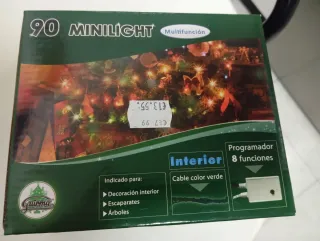 90 MINILIGHT
Multifunción
Interior
Cable color verde
Programador
8 funciones
Indicado para:
Decoración interior
Escaparates
Árboles